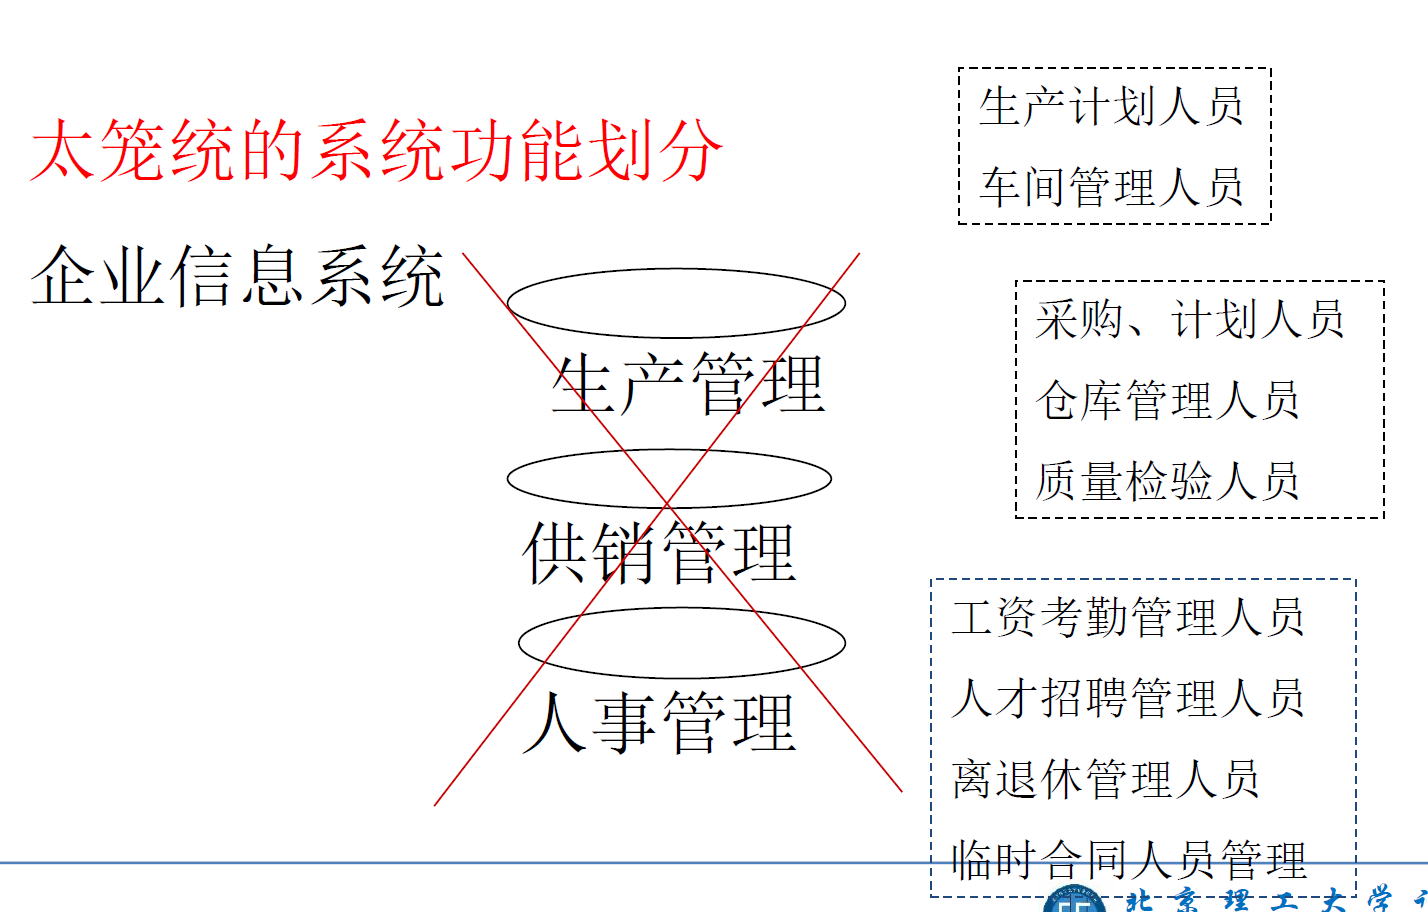 太笼统的系统功能划分
企业信息系统
生产管理
供销管理
人事管理
生产计划人员
车间管理人员
采购、计划人员
仓库管理人员
质量检验人员
工资考勤管理人员
人才招聘管理人员
离退休管理人员
临时合同人员管理
北京理工大学